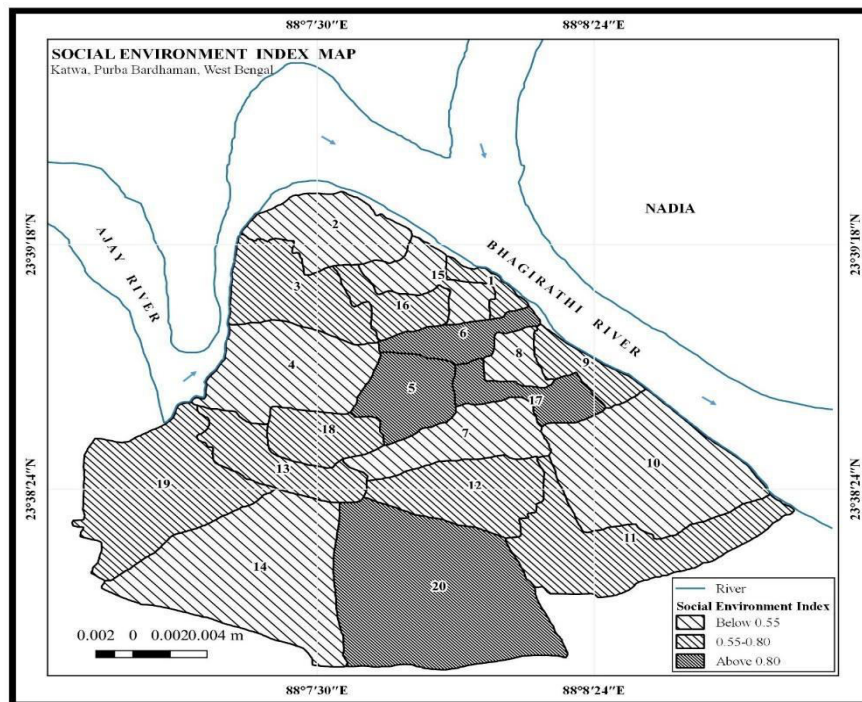 88°7'30"E 88°8'24"E
SOCIAL ENVIRONMENT INDEX MAP
Katwa, Purba Bardhaman, West Bengal
NADIA
AJAY RIVER
BHAGIRATHI RIVER
23°39'18"N 23°39'18"N
2
15
1
3
16
6
8
9
4
5
17
18
7
10
13
19
12
23°38'24"N 23°38'24"N
11
14
20
River
Social Environment Index
Below 0.55
0.55-0.80
Above 0.80
0.002 0 0.0020.004 m
88°7'30"E 88°8'24"E